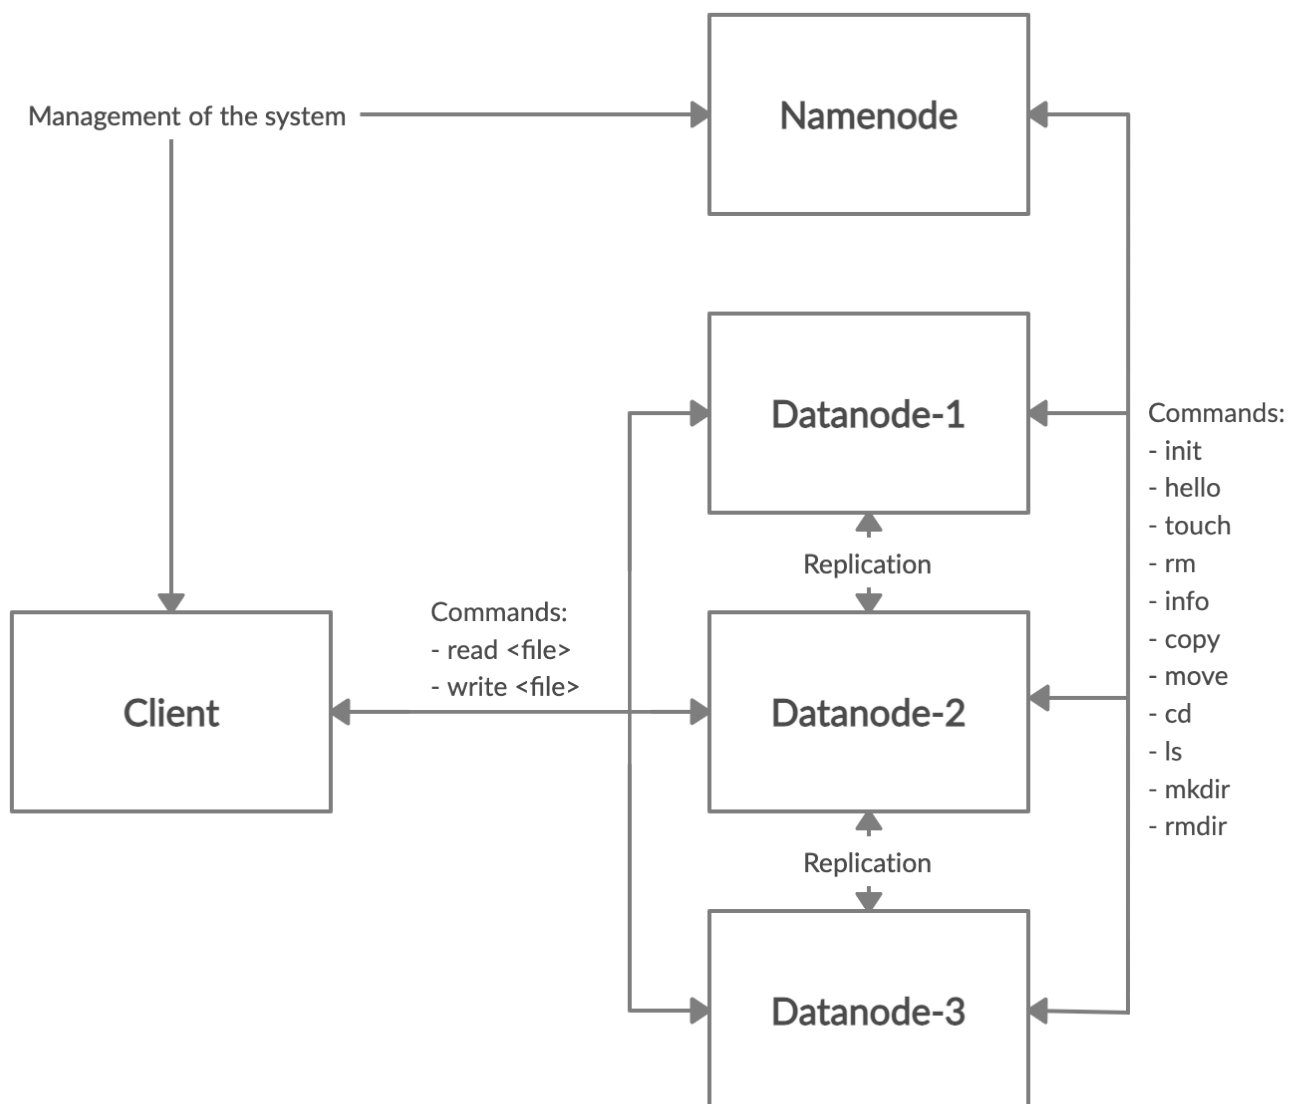 Namenode
Management of the system
Datanode-1
Commands:
- init
- hello
- touch
- rm
- info
- copy
- move
- cd
- ls
- mkdir
- rmdir
Replication
Commands:
- read <file>
- write <file>
Client
Datanode-2
Replication
Datanode-3